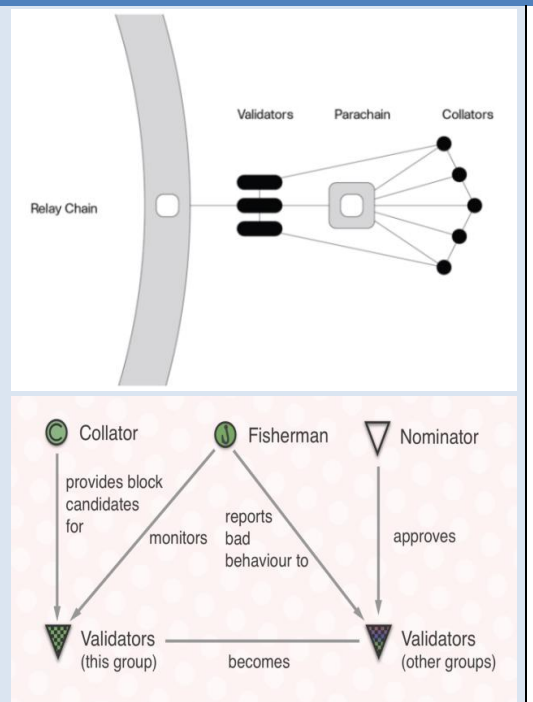 Validators Parachain Collators
Relay Chain
Collator
Fisherman
Nominator
provides block
candidates
for
monitors
reports
bad
behaviour to
approves
Validators
(this group)
becomes
Validators
(other groups)